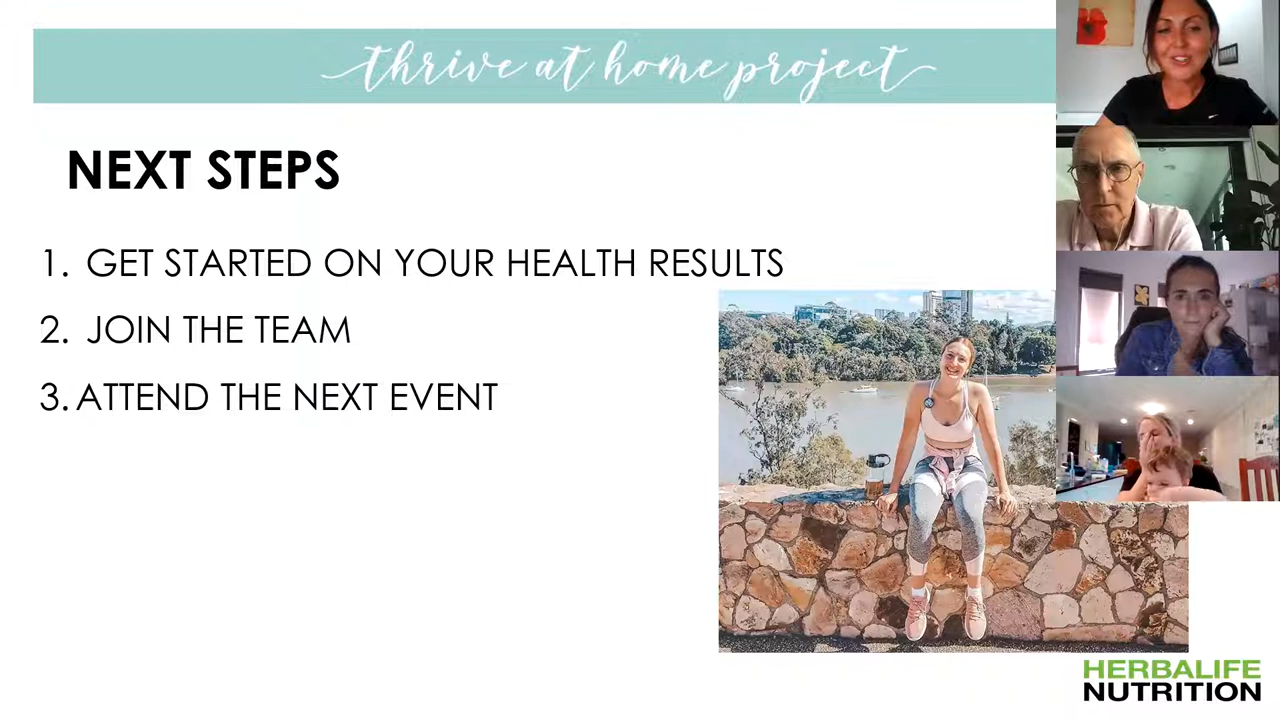 thrive at home project
NEXT STEPS
1. GET STARTED ON YOUR HEALTH RESULTS
2. JOIN THE TEAM
3. ATTEND THE NEXT EVENT
HERBALIFE
NUTRITION